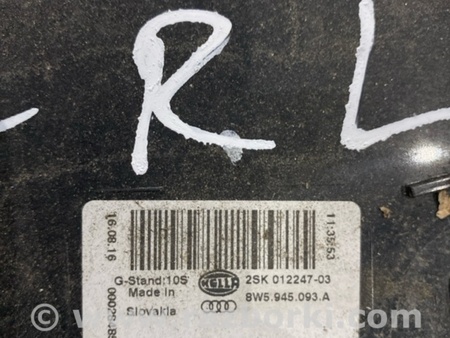 R L
16.08.16
11:35:53
G-Stand:10S HELLA 2SK 012247-03
Made In 8W5.945.093.A
Slovakia